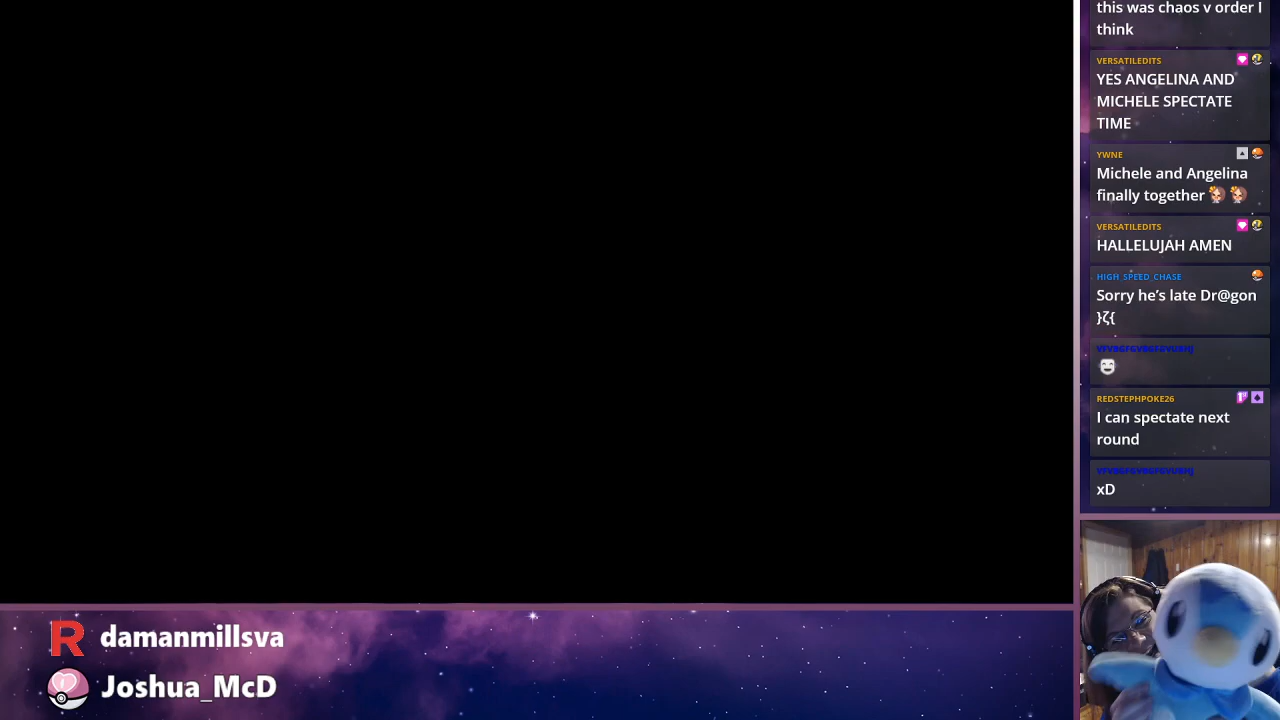 this was chaos v order I
think
VERSATILEDITS
YES ANGELINA AND
MICHELE SPECTATE
TIME
YWNE
Michele and Angelina
finally together
VERSATILEDITS
HALLELUJAH AMEN
HIGH_SPEED_CHASE
Sorry he's late Dr@gon
}ζ{
REDSTEPHPOKE26
I can spectate next
round
xD
R damanmillsva
Joshua_McD